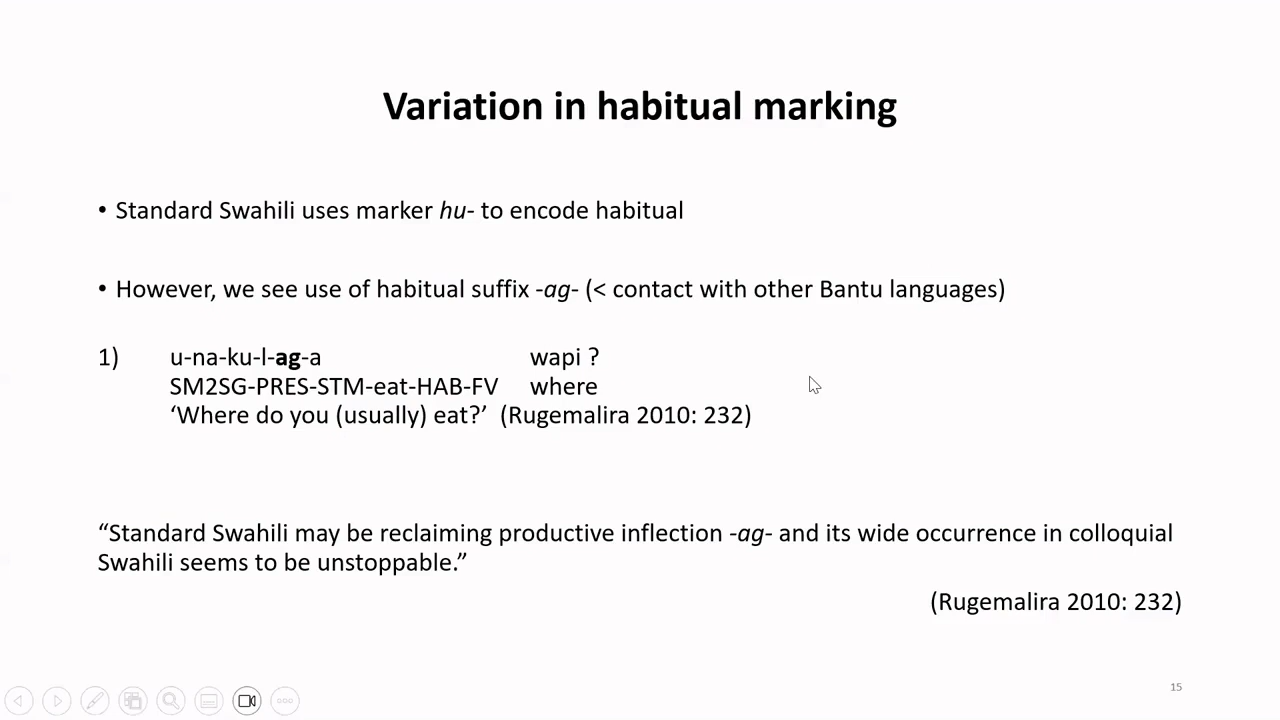 Variation in habitual marking
• Standard Swahili uses marker hu- to encode habitual
• However, we see use of habitual suffix -ag- (< contact with other Bantu languages)
1) u-na-ku-l-ag-a wapi ?
SM2SG-PRES-STM-eat-HAB-FV where
‘Where do you (usually) eat?’ (Rugemalira 2010: 232)
“Standard Swahili may be reclaiming productive inflection -ag- and its wide occurrence in colloquial
Swahili seems to be unstoppable.”
(Rugemalira 2010: 232)
15